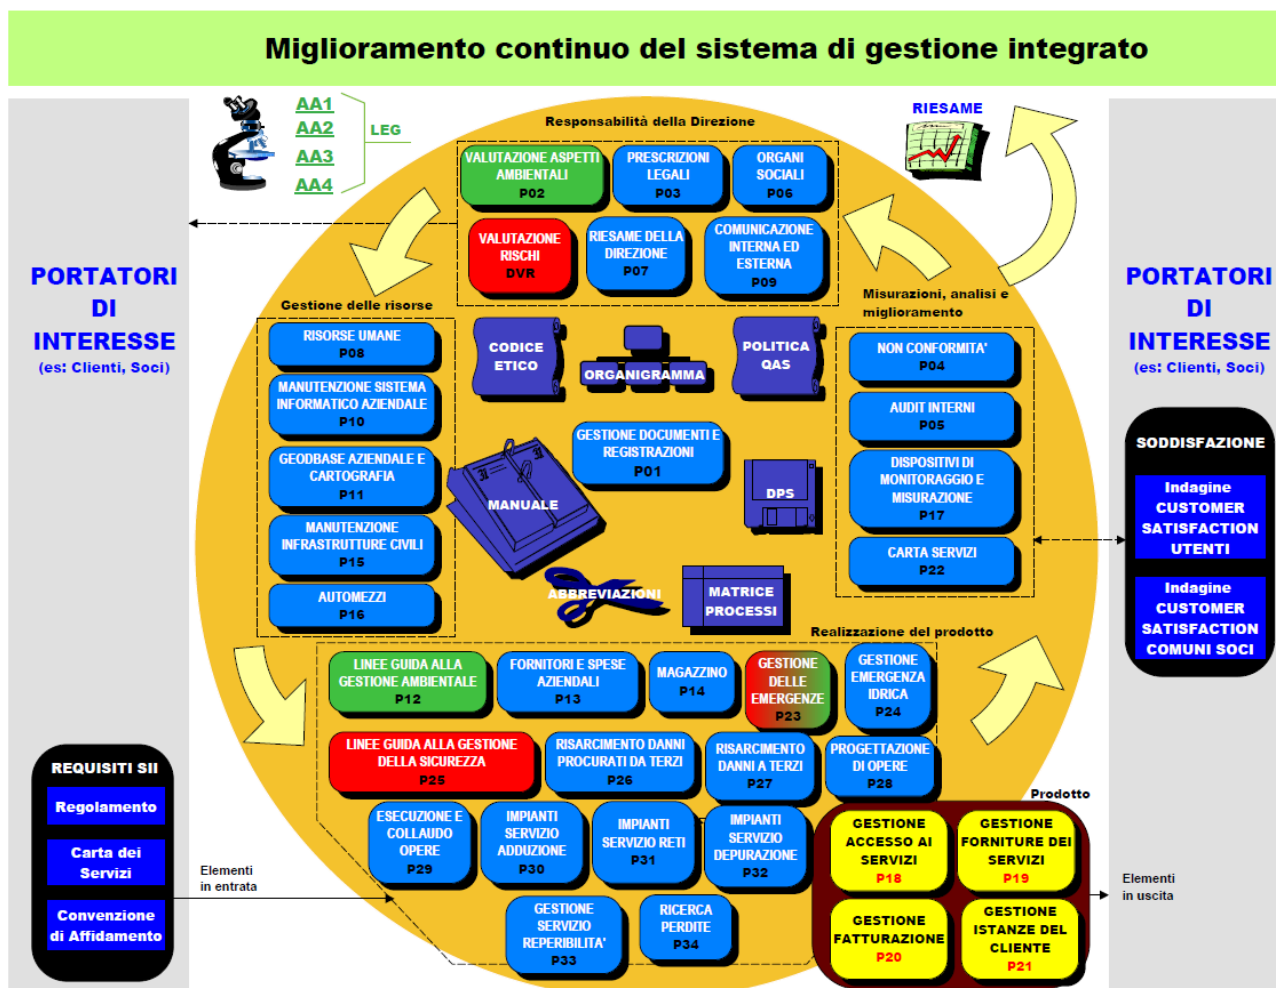 Miglioramento continuo del sistema di gestione integrato
AA1
AA2
AA3
AA4
LEG
RIESAME
PORTATORI
DI
INTERESSE
(es: Clienti, Soci)
Responsabilità della Direzione
VALUTAZIONE ASPETTI
AMBIENTALI
P02
PRESCRIZIONI
LEGALI
P03
ORGANI
SOCIALI
P06
VALUTAZIONE
RISCHI
DVR
RIESAME DELLA
DIREZIONE
P07
COMUNICAZIONE
INTERNA ED
ESTERNA
P09
Gestione delle risorse
RISORSE UMANE
P08
MANUTENZIONE SISTEMA
INFORMATICO AZIENDALE
P10
GEODBASE AZIENDALE E
CARTOGRAFIA
P11
MANUTENZIONE
INFRASTRUTTURE CIVILI
P15
AUTOMEZZI
P16
CODICE
ETICO
ORGANIGRAMMA
POLITICA
QAS
GESTIONE DOCUMENTI E
REGISTRAZIONI
P01
31
31
MANUALE
DPS
ABBREVIAZIONI
MATRICE
PROCESSI
Misurazioni, analisi e
miglioramento
NON CONFORMITA'
P04
AUDIT INTERNI
P05
DISPOSITIVI DI
MONITORAGGIO E
MISURAZIONE
P17
CARTA SERVIZI
P22
PORTATORI
DI
INTERESSE
(es: Clienti, Soci)
SODDISFAZIONE
Indagine
CUSTOMER
SATISFACTION
UTENTI
Indagine
CUSTOMER
SATISFACTION
COMUNI SOCI
Realizzazione del prodotto
LINEE GUIDA ALLA
GESTIONE AMBIENTALE
P12
FORNITORI E SPESE
AZIENDALI
P13
MAGAZZINO
P14
GESTIONE
DELLE
EMERGENZE
P23
GESTIONE
EMERGENZA
IDRICA
P24
LINEE GUIDA ALLA GESTIONE
DELLA SICUREZZA
P25
RISARCIMENTO DANNI
PROCURATI DA TERZI
P26
RISARCIMENTO
DANNI A TERZI
P27
PROGETTAZIONE
DI OPERE
P28
ESECUZIONE E
COLLAUDO
OPERE
P29
IMPIANTI
SERVIZIO
ADDUZIONE
P30
IMPIANTI
SERVIZIO RETI
P31
IMPIANTI
SERVIZIO
DEPURAZIONE
P32
GESTIONE
SERVIZIO
REPERIBILITA'
P33
RICERCA
PERDITE
P34
REQUISITI SII
Regolamento
Carta dei
Servizi
Convenzione
di Affidamento
Elementi
in entrata
Prodotto
GESTIONE
ACCESSO AI
SERVIZI
P18
GESTIONE
FORNITURE DEI
SERVIZI
P19
GESTIONE
FATTURAZIONE
P20
GESTIONE
ISTANZE DEL
CLIENTE
P21
Elementi
in uscita